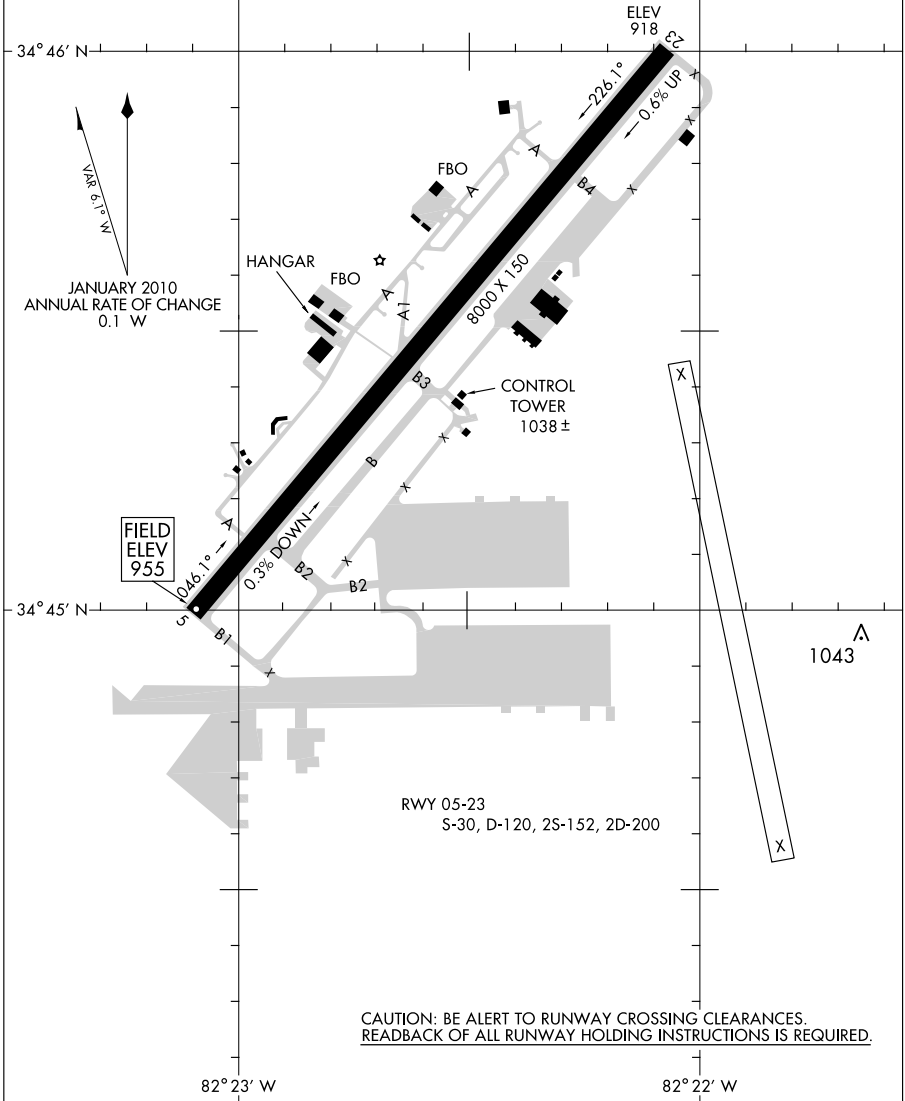 ELEV
918
34°46' N
23
226.1°
0.6% UP
X
X
X
VAR 6.1° W
A
FBO
A
B4
JANUARY 2010
ANNUAL RATE OF CHANGE
0.1 W
HANGAR
FBO
A
A1
8000 X 150
B3
CONTROL
TOWER
1038 ±
X
X
B
X
A
FIELD
ELEV
955
046.1°
0.3% DOWN
X
B2
B2
34°45' N
5
B1
X
1043
RWY 05-23
S-30, D-120, 2S-152, 2D-200
X
CAUTION: BE ALERT TO RUNWAY CROSSING CLEARANCES.
READBACK OF ALL RUNWAY HOLDING INSTRUCTIONS IS REQUIRED.
82°23' W
82°22' W